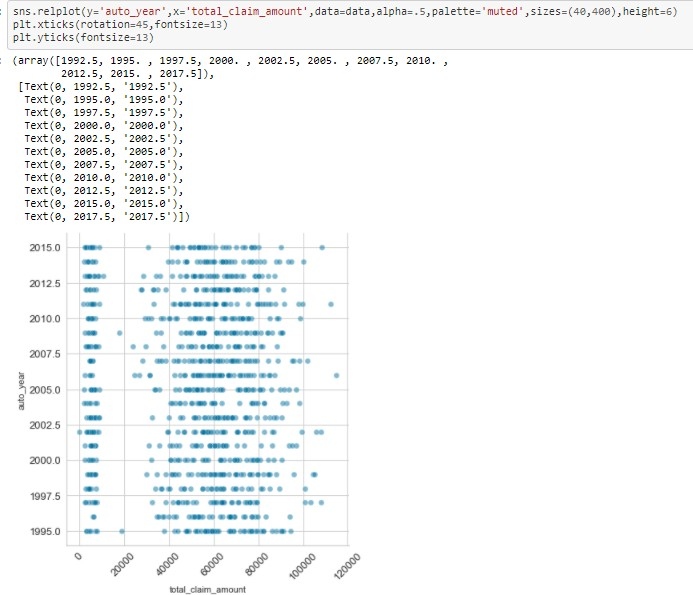 sns.relplot(y='auto_year',x='total_claim_amount',data=data,alpha=.5,palette='muted',sizes=(40,400),height=6)
plt.xticks(rotation=45,fontsize=13)
plt.yticks(fontsize=13)
(array([1992.5, 1995. , 1997.5, 2000. , 2002.5, 2005. , 2007.5, 2010. ,
2012.5, 2015. , 2017.5]),
[Text(0, 1992.5, '1992.5'),
Text(0, 1995.0, '1995.0'),
Text(0, 1997.5, '1997.5'),
Text(0, 2000.0, '2000.0'),
Text(0, 2002.5, '2002.5'),
Text(0, 2005.0, '2005.0'),
Text(0, 2007.5, '2007.5'),
Text(0, 2010.0, '2010.0'),
Text(0, 2012.5, '2012.5'),
Text(0, 2015.0, '2015.0'),
Text(0, 2017.5, '2017.5')])
2015.0
2012.5
2010.0
2007.5
2005.0
2002.5
2000.0
1997.5
1995.0
auto_year
0
20000
40000
60000
80000
100000
120000
total_claim_amount